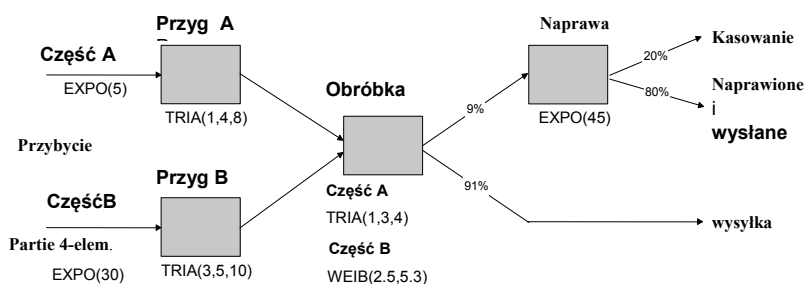 Przyg A
Część A
EXPO(5)
TRIA(1,4,8)
Przybycie
Przyg B
CzęśćB
Partie 4-elem.
EXPO(30)
TRIA(3,5,10)
Obróbka
Część A
TRIA(1,3,4)
Część B
WEIB(2.5,5.3)
9%
91%
Naprawa
EXPO(45)
20%
80%
Kasowanie
Naprawione
i
wysłane
wysyłka